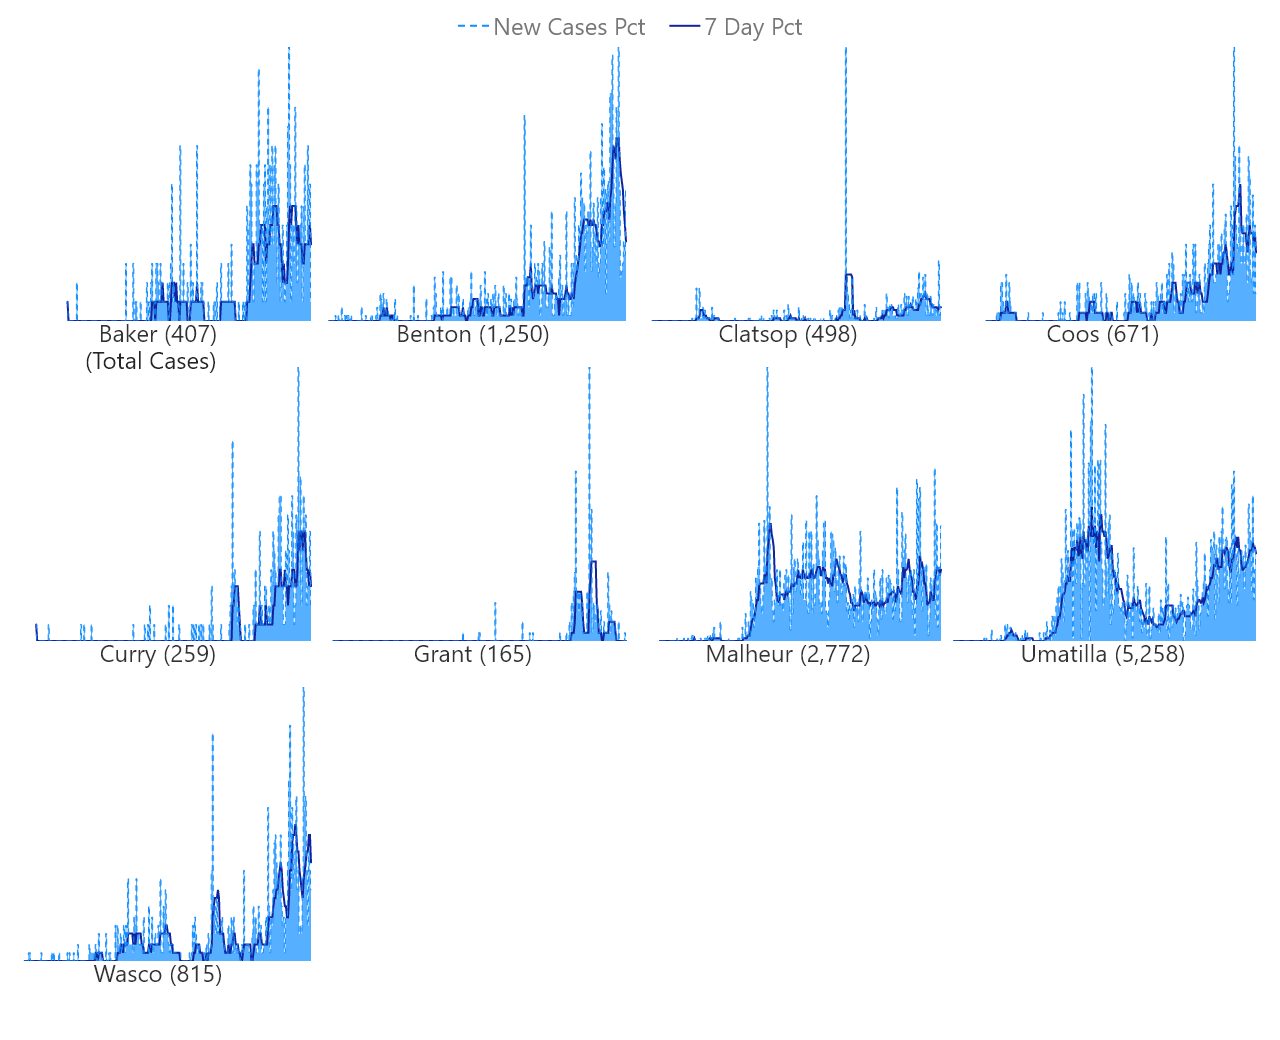 New Cases Pct 7 Day Pct
Baker (407)
(Total Cases)
Benton (1,250)
Clatsop (498)
Coos (671)
Curry (259)
Grant (165)
Malheur (2,772)
Umatilla (5,258)
Wasco (815)